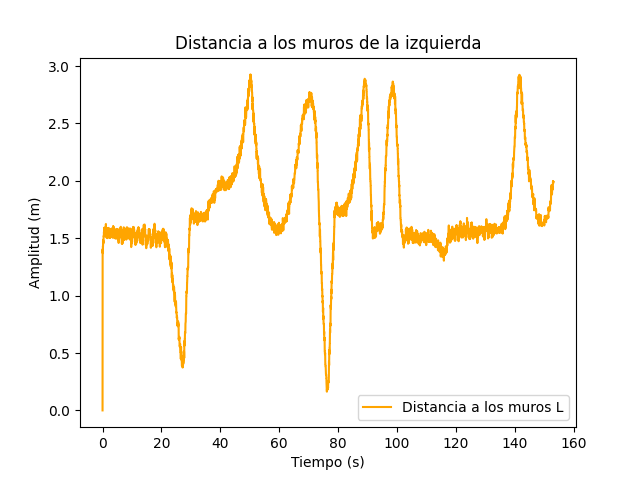 Distancia a los muros de la izquierda
Amplitud (m)
3.0
2.5
2.0
1.5
1.0
0.5
0.0
Distancia a los muros L
0 20 40 60 80 100 120 140 160
Tiempo (s)